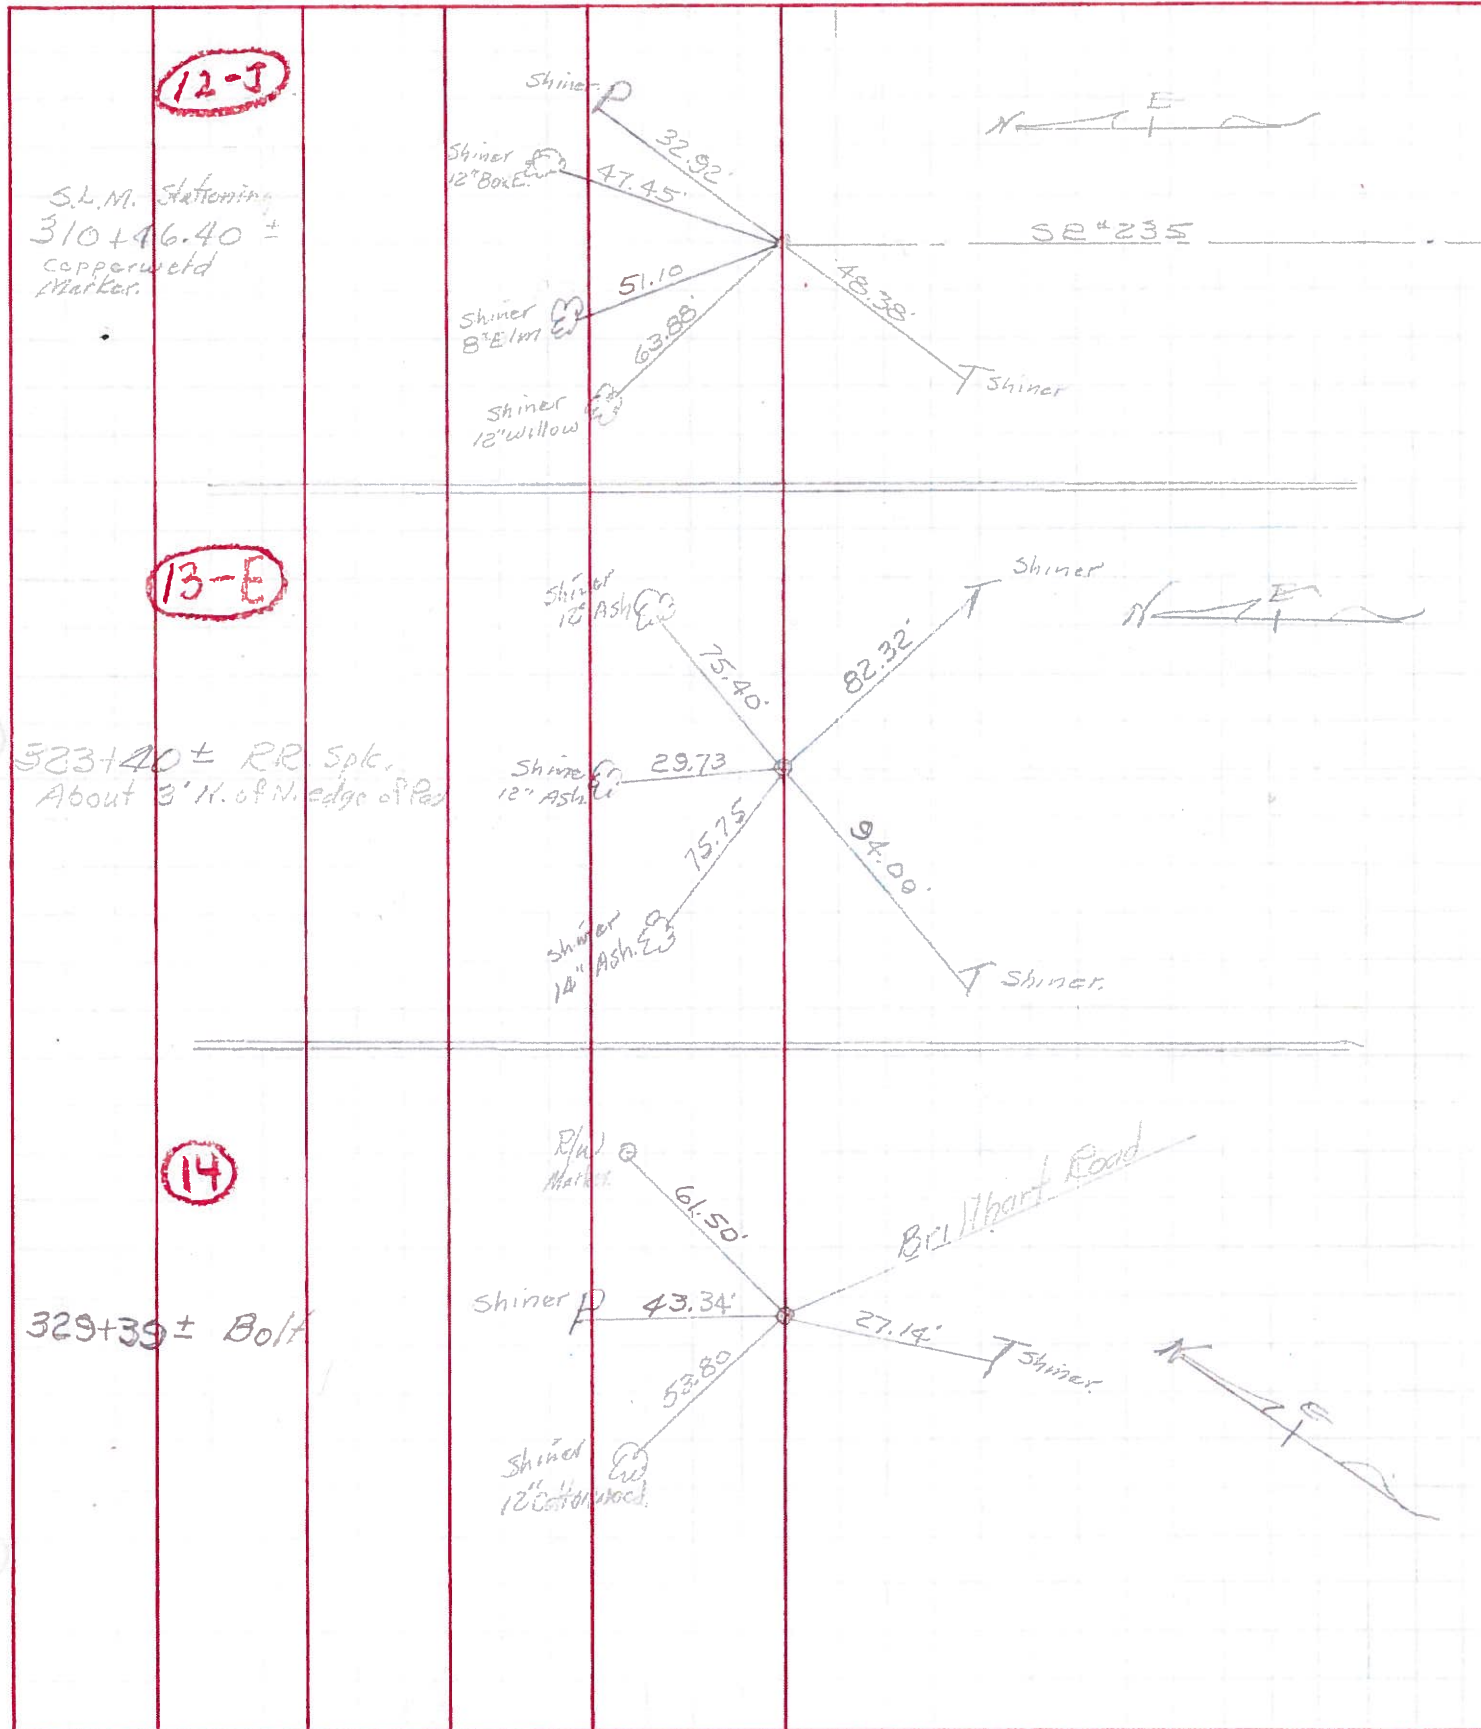 12-J
S.L.M. Stationing
310+46.40 ±
Copperweld
Marker.
Shiner P
32.92'
Shiner
12" Box E.
47.45'
51.10
Shiner
8" Elm
63.88'
Shiner
12" Willow
48.38'
T Shiner
SR #235
N E
13-E
523+40 ± RR. Spk.
About 3' N. of N. edge of Pav
Shiner
12" Ash
75.40'
Shiner
12" Ash
29.73
75.75
Shiner
14" Ash.
T Shiner
82.32'
94.00'
T Shiner.
N E
14
329+39 ± Bolt
R/W
Marker
61.50'
Shiner P 43.34'
53.80
Shiner
12" Cottonwood
Brillhart Road
27.14'
T Shiner.
N E